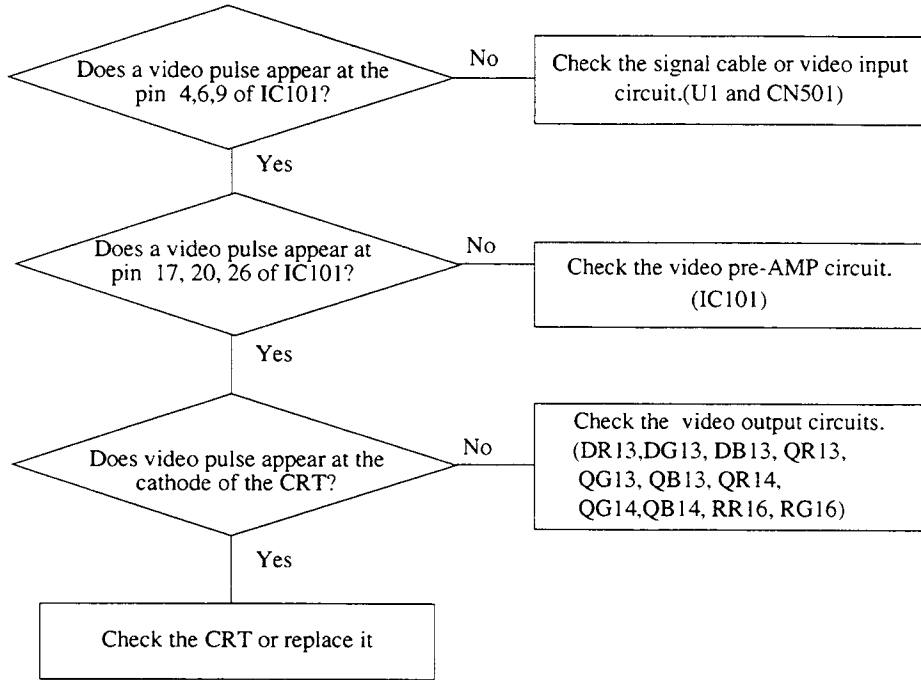 Does a video pulse appear at the
pin 4,6,9 of IC101?
No
Check the signal cable or video input
circuit.(U1 and CN501)
Yes
Does a video pulse appear at
pin 17, 20, 26 of IC101?
No
Check the video pre-AMP circuit.
(IC101)
Yes
Does video pulse appear at the
cathode of the CRT?
No
Check the video output circuits.
(DR13,DG13, DB13, QR13,
QG13, QB13, QR14,
QG14,QB14, RR16, RG16)
Yes
Check the CRT or replace it